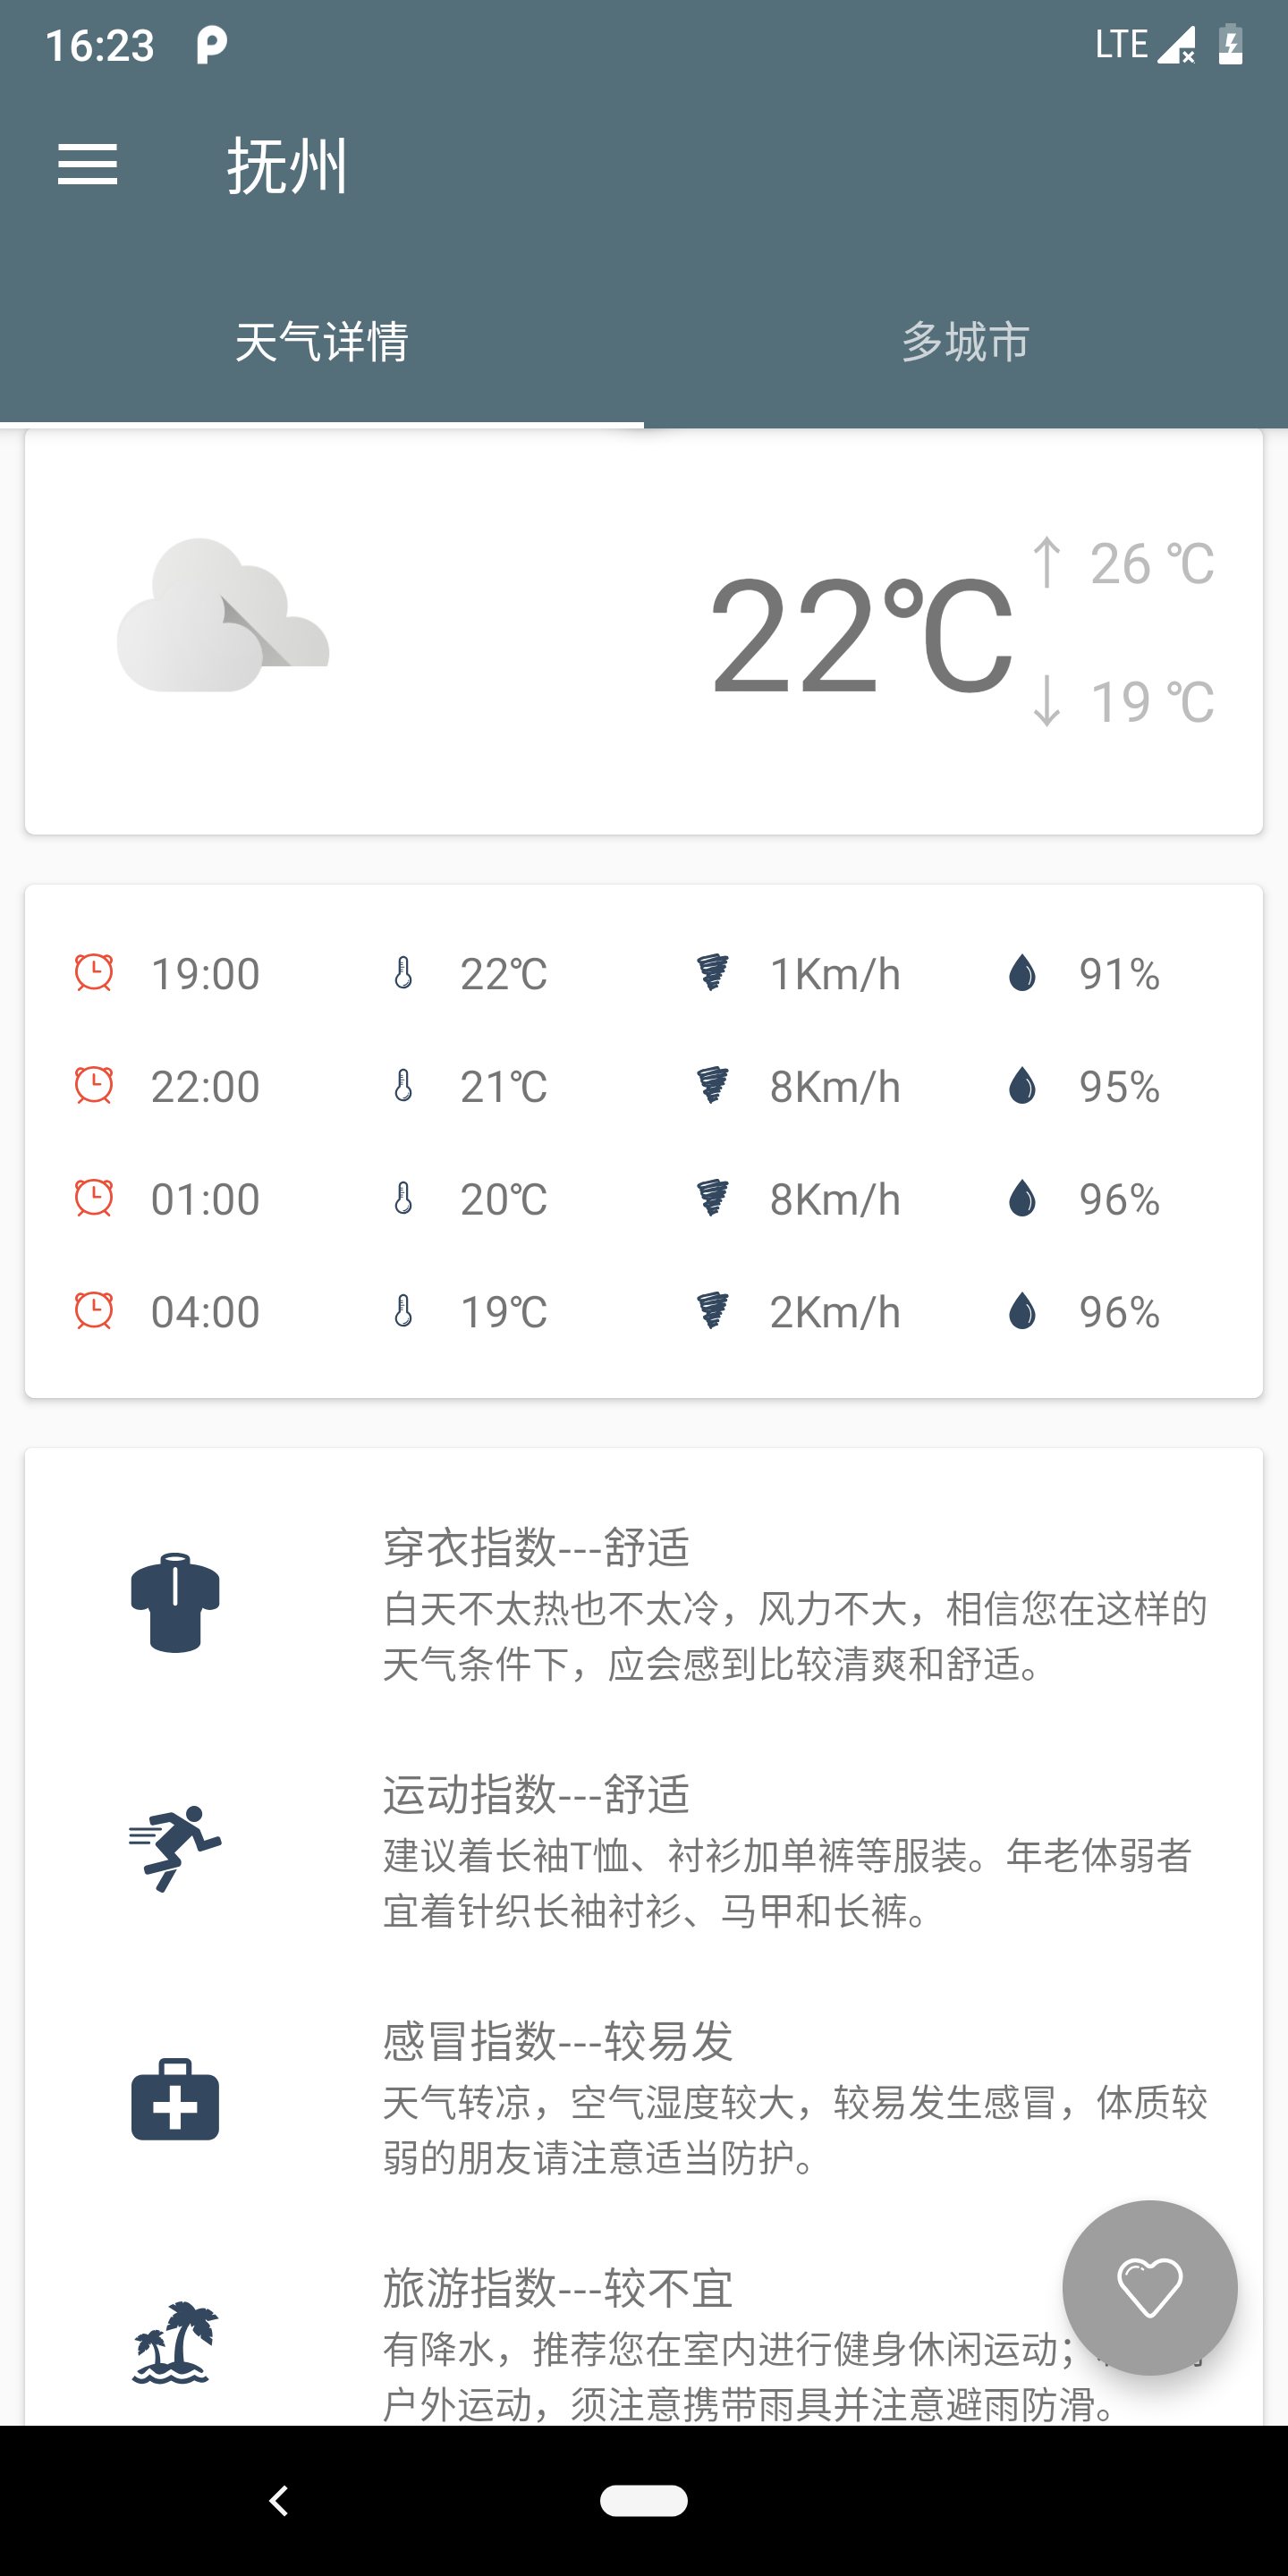 16:23
LTE
抚州
天气详情
多城市
22℃
↑ 26 ℃
↓ 19 ℃
19:00 22℃ 1Km/h 91%
22:00 21℃ 8Km/h 95%
01:00 20℃ 8Km/h 96%
04:00 19℃ 2Km/h 96%
穿衣指数---舒适
白天不太热也不太冷，风力不大，相信您在这样的
天气条件下，应会感到比较清爽和舒适。
运动指数---舒适
建议着长袖T恤、衬衫加单裤等服装。年老体弱者
宜着针织长袖衬衫、马甲和长裤。
感冒指数---较易发
天气转凉，空气湿度较大，较易发生感冒，体质较
弱的朋友请注意适当防护。
旅游指数---较不宜
有降水，推荐您在室内进行健身休闲运动；
户外运动，须注意携带雨具并注意避雨防滑。